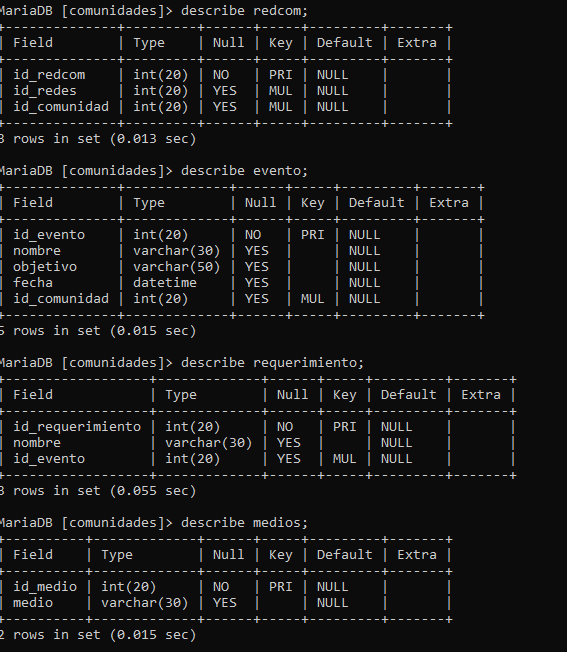 MariaDB [comunidades]> describe redcom;
+--------------+---------+------+-----+---------+-------+
| Field        | Type    | Null | Key | Default | Extra |
+--------------+---------+------+-----+---------+-------+
| id_redcom    | int(20) | NO   | PRI | NULL    |       |
| id_redes     | int(20) | YES  | MUL | NULL    |       |
| id_comunidad | int(20) | YES  | MUL | NULL    |       |
+--------------+---------+------+-----+---------+-------+
3 rows in set (0.013 sec)
MariaDB [comunidades]> describe evento;
+--------------+-------------+------+-----+---------+-------+
| Field        | Type        | Null | Key | Default | Extra |
+--------------+-------------+------+-----+---------+-------+
| id_evento    | int(20)     | NO   | PRI | NULL    |       |
| nombre       | varchar(30) | YES  |     | NULL    |       |
| objetivo     | varchar(50) | YES  |     | NULL    |       |
| fecha        | datetime    | YES  |     | NULL    |       |
| id_comunidad | int(20)     | YES  | MUL | NULL    |       |
+--------------+-------------+------+-----+---------+-------+
5 rows in set (0.015 sec)
MariaDB [comunidades]> describe requerimiento;
+------------------+-------------+------+-----+---------+-------+
| Field            | Type        | Null | Key | Default | Extra |
+------------------+-------------+------+-----+---------+-------+
| id_requerimiento | int(20)     | NO   | PRI | NULL    |       |
| nombre           | varchar(30) | YES  |     | NULL    |       |
| id_evento        | int(20)     | YES  | MUL | NULL    |       |
+------------------+-------------+------+-----+---------+-------+
3 rows in set (0.055 sec)
MariaDB [comunidades]> describe medios;
+----------+-------------+------+-----+---------+-------+
| Field    | Type        | Null | Key | Default | Extra |
+----------+-------------+------+-----+---------+-------+
| id_medio | int(20)     | NO   | PRI | NULL    |       |
| medio    | varchar(30) | YES  |     | NULL    |       |
+----------+-------------+------+-----+---------+-------+
2 rows in set (0.015 sec)